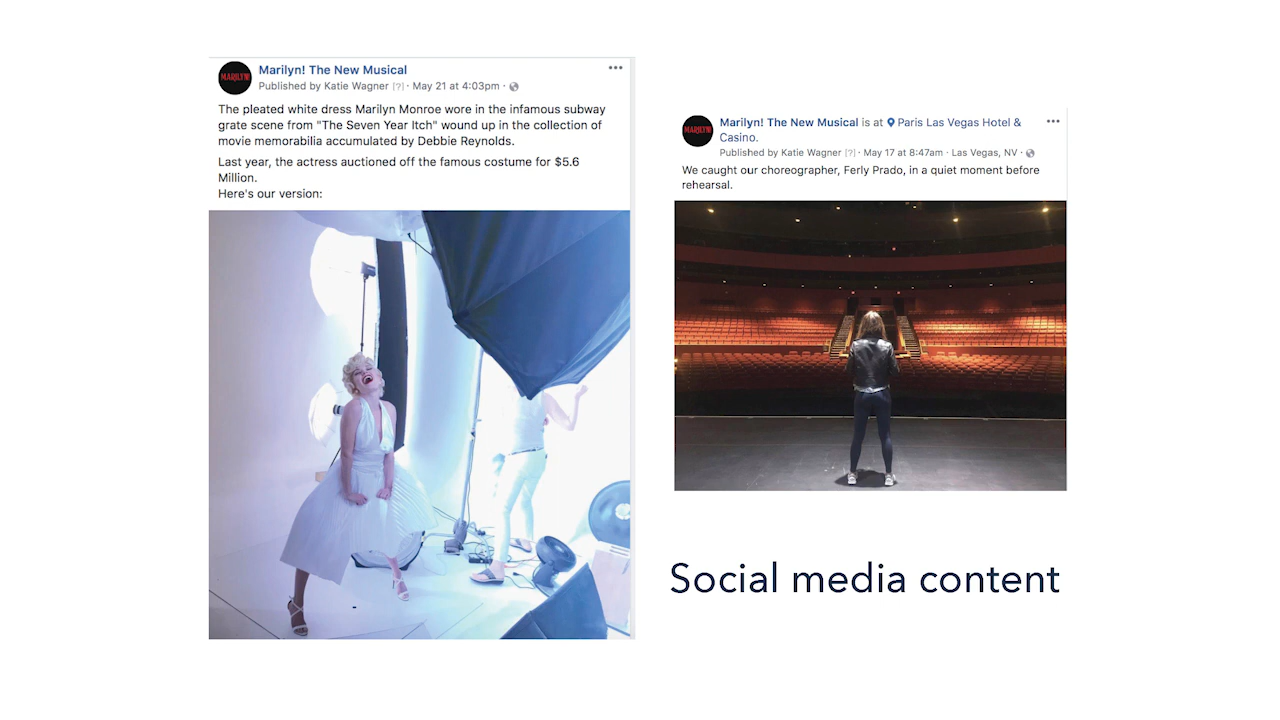 MARILYN!
Marilyn! The New Musical
Published by Katie Wagner [?] · May 21 at 4:03pm ·
The pleated white dress Marilyn Monroe wore in the infamous subway
grate scene from "The Seven Year Itch" wound up in the collection of
movie memorabilia accumulated by Debbie Reynolds.
Last year, the actress auctioned off the famous costume for $5.6
Million.
Here's our version:
MARILYN!
Marilyn! The New Musical is at Paris Las Vegas Hotel &
Casino.
Published by Katie Wagner [?] · May 17 at 8:47am · Las Vegas, NV ·
We caught our choreographer, Ferly Prado, in a quiet moment before
rehearsal.
Social media content